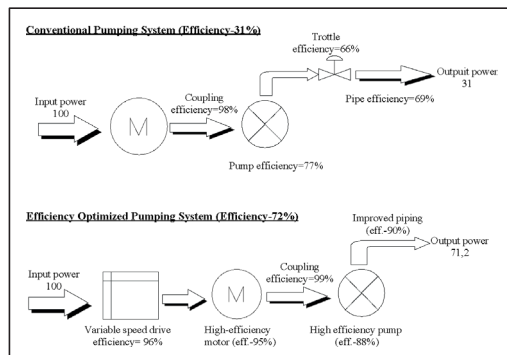 Conventional Pumping System (Efficiency-31%)
Trottle
efficiency=66%
Input power
100
Coupling
efficiency=98%
M
Pump efficiency=77%
Pipe efficiency=69%
Outpuit power
31
Efficiency Optimized Pumping System (Efficiency-72%)
Improved piping
(eff.-90%)
Output power
71,2
Input power
100
Coupling
efficiency=99%
M
Variable speed drive
efficiency= 96%
High-efficiency
motor (eff.-95%)
High efficiency pump
(eff.-88%)